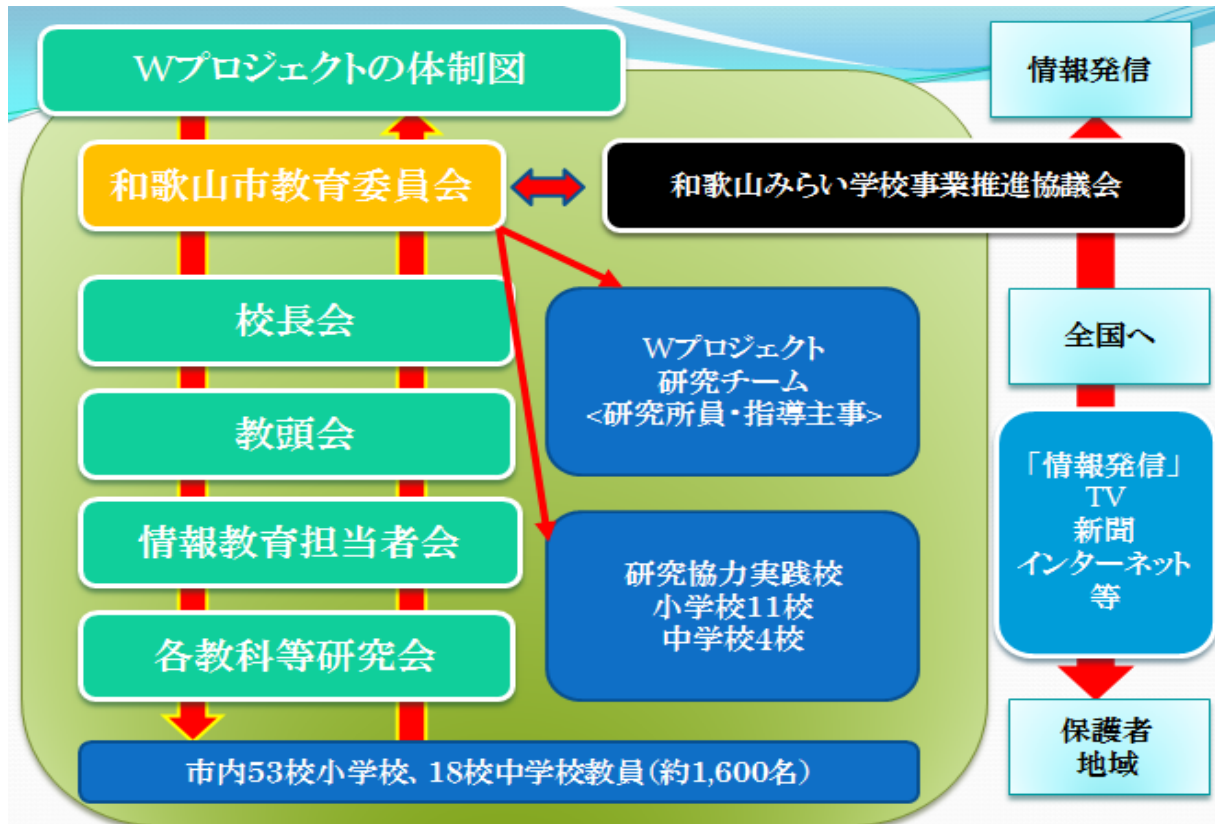 Wプロジェクトの体制図
情報発信
和歌山市教育委員会
和歌山みらい学校事業推進協議会
校長会
教頭会
情報教育担当者会
各教科等研究会
Wプロジェクト
研究チーム
<研究所員・指導主事>
研究協力実践校
小学校11校
中学校4校
全国へ
「情報発信」
TV
新聞
インターネット
等
保護者
地域
市内53校小学校、18校中学校教員(約1,600名)